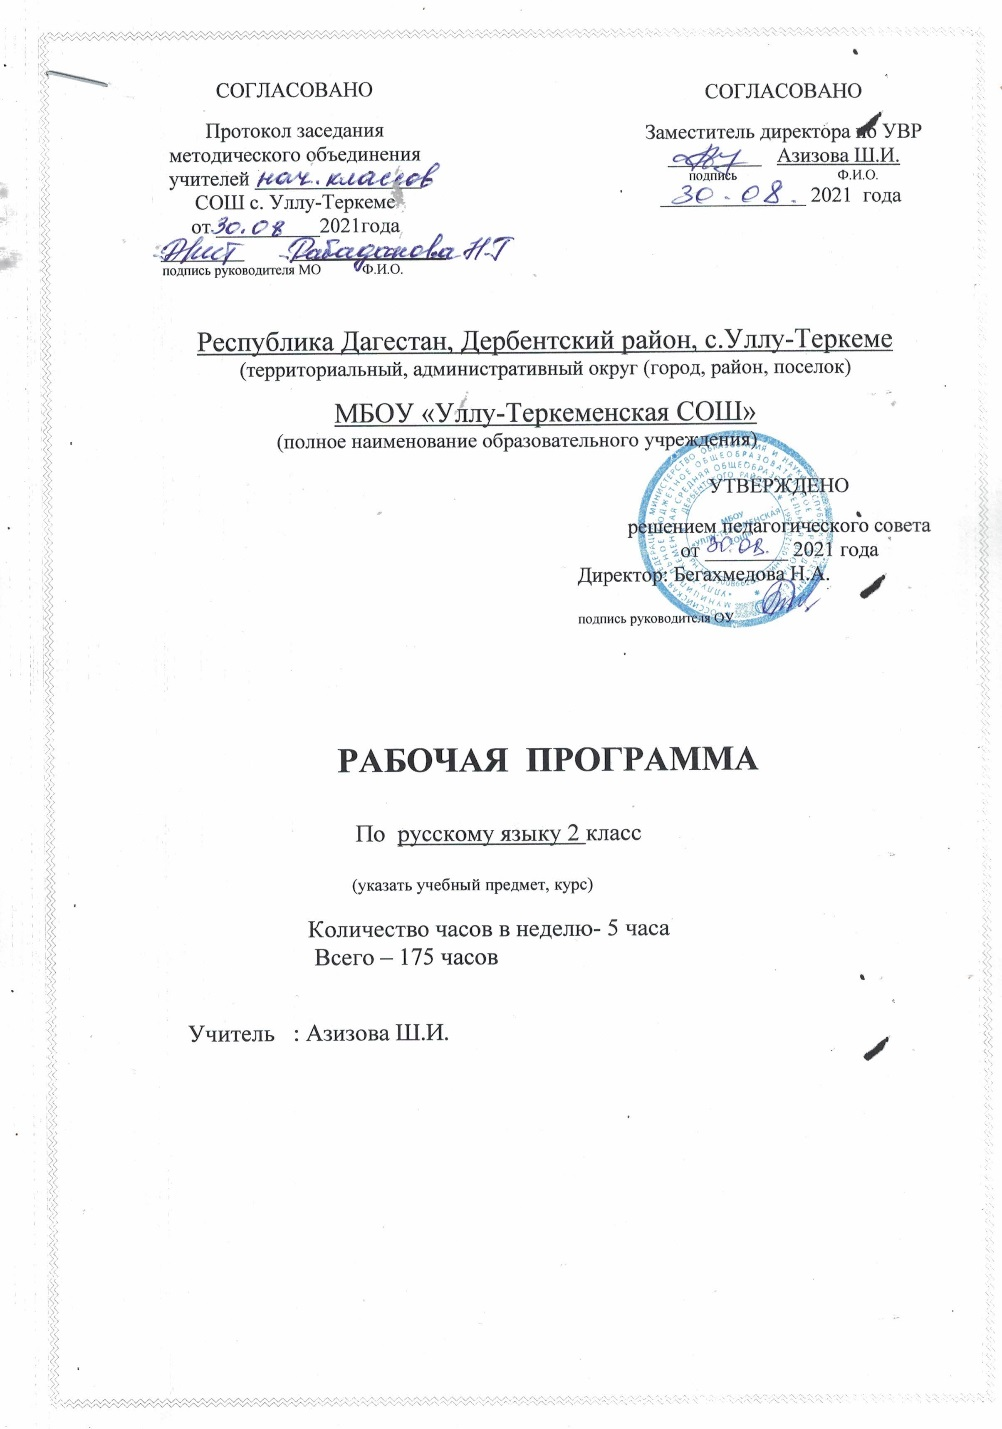 СОГЛАСОВАНО
Протокол заседания
методического объединения
учителей нач. классов
СОШ с. Уллу-Теркеме
от 30.08 2021года
Рабаданова Н.Г
подпись руководителя МО Ф.И.О.
СОГЛАСОВАНО
Заместитель директора по УВР
Азизова Ш.И.
подпись Ф.И.О.
30.08. 2021 года
Республика Дагестан, Дербентский район, с.Уллу-Теркеме
(территориальный, административный округ (город, район, поселок)
МБОУ «Уллу-Теркеменская СОШ»
(полное наименование образовательного учреждения)
УТВЕРЖДЕНО
решением педагогического совета
от 30.08. 2021 года
Директор: Бегахмедова Н.А.
подпись руководителя ОУ
РАБОЧАЯ ПРОГРАММА
По русскому языку 2 класс
(указать учебный предмет, курс)
Количество часов в неделю- 5 часа
Всего – 175 часов
Учитель : Азизова Ш.И.